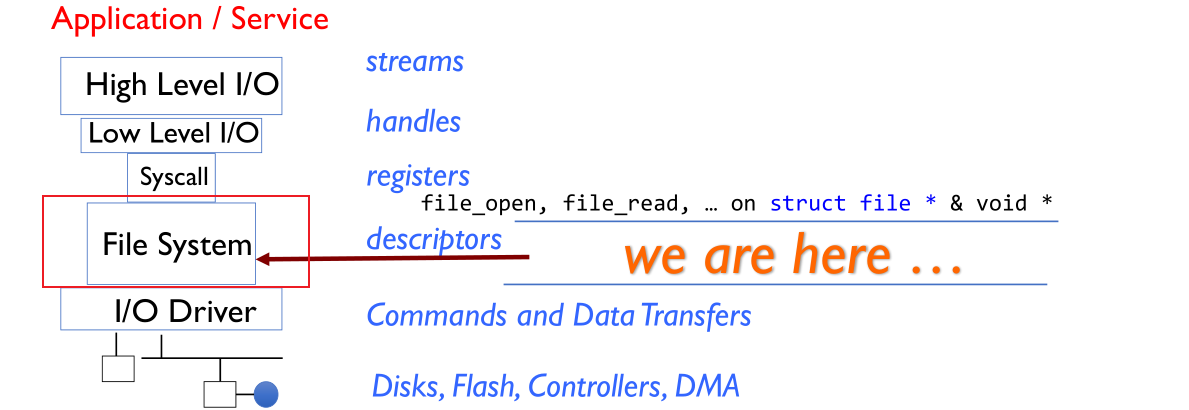 Application / Service
High Level I/O
streams
Low Level I/O
handles
Syscall
registers
file_open, file_read, … on struct file * & void *
File System
descriptors
we are here …
I/O Driver
Commands and Data Transfers
Disks, Flash, Controllers, DMA